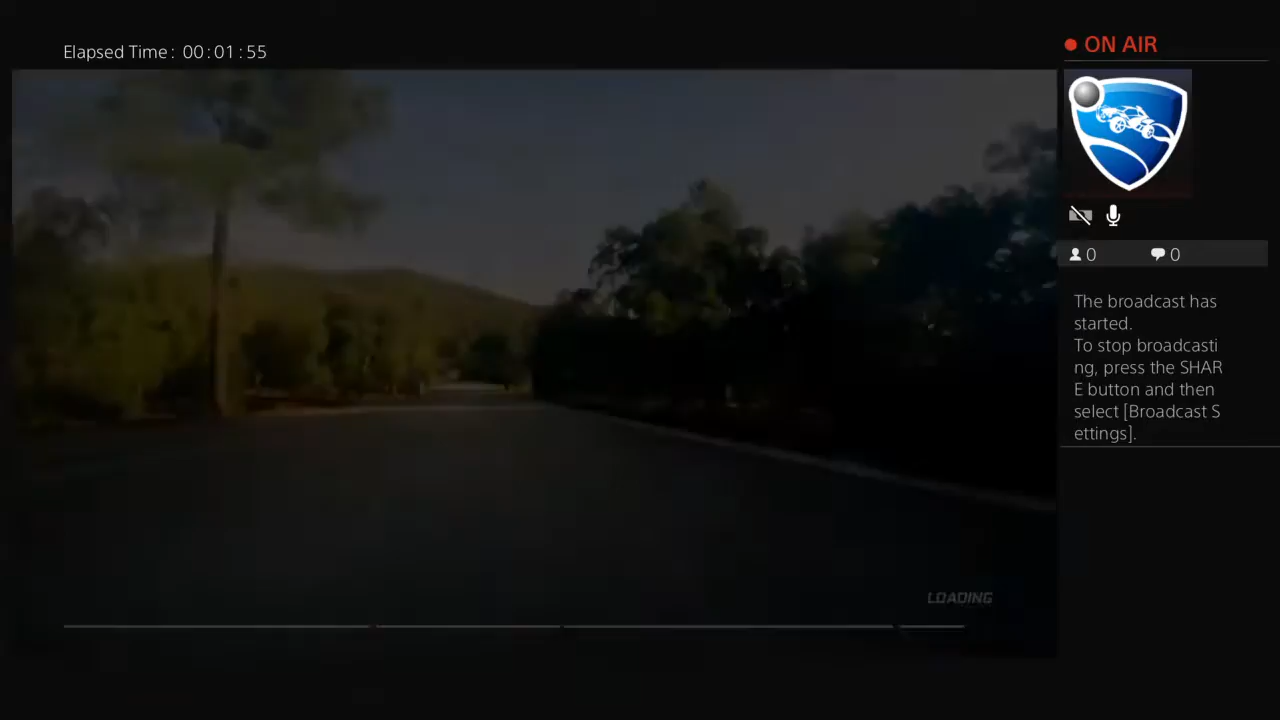 Elapsed Time: 00:01:55
ON AIR
0
0
The broadcast has
started.
To stop broadcasti
ng, press the SHAR
E button and then
select [Broadcast S
ettings].
LOADING